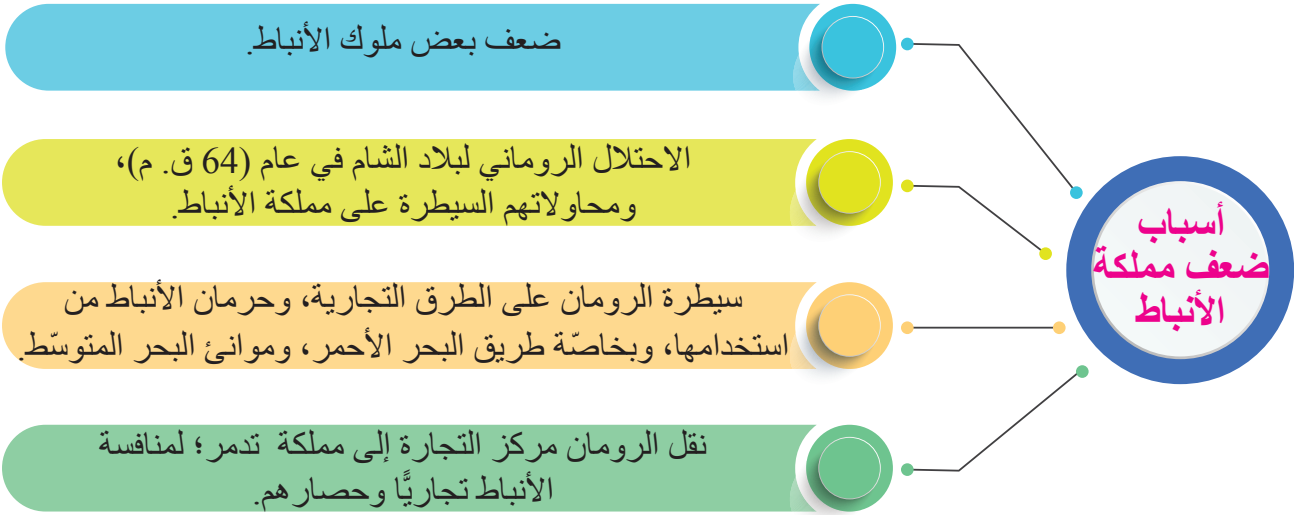 أسباب
ضعف مملكة
الأنباط
ضعف بعض ملوك الأنباط.
الاحتلال الروماني لبلاد الشام في عام (64 ق. م)،
ومحاولاتهم السيطرة على مملكة الأنباط.
سيطرة الرومان على الطرق التجارية، وحرمان الأنباط من
استخدامها، وبخاصّة طريق البحر الأحمر، وموانئ البحر المتوسّط.
نقل الرومان مركز التجارة إلى مملكة تدمر؛ لمنافسة
الأنباط تجاريًّا وحصارهم.